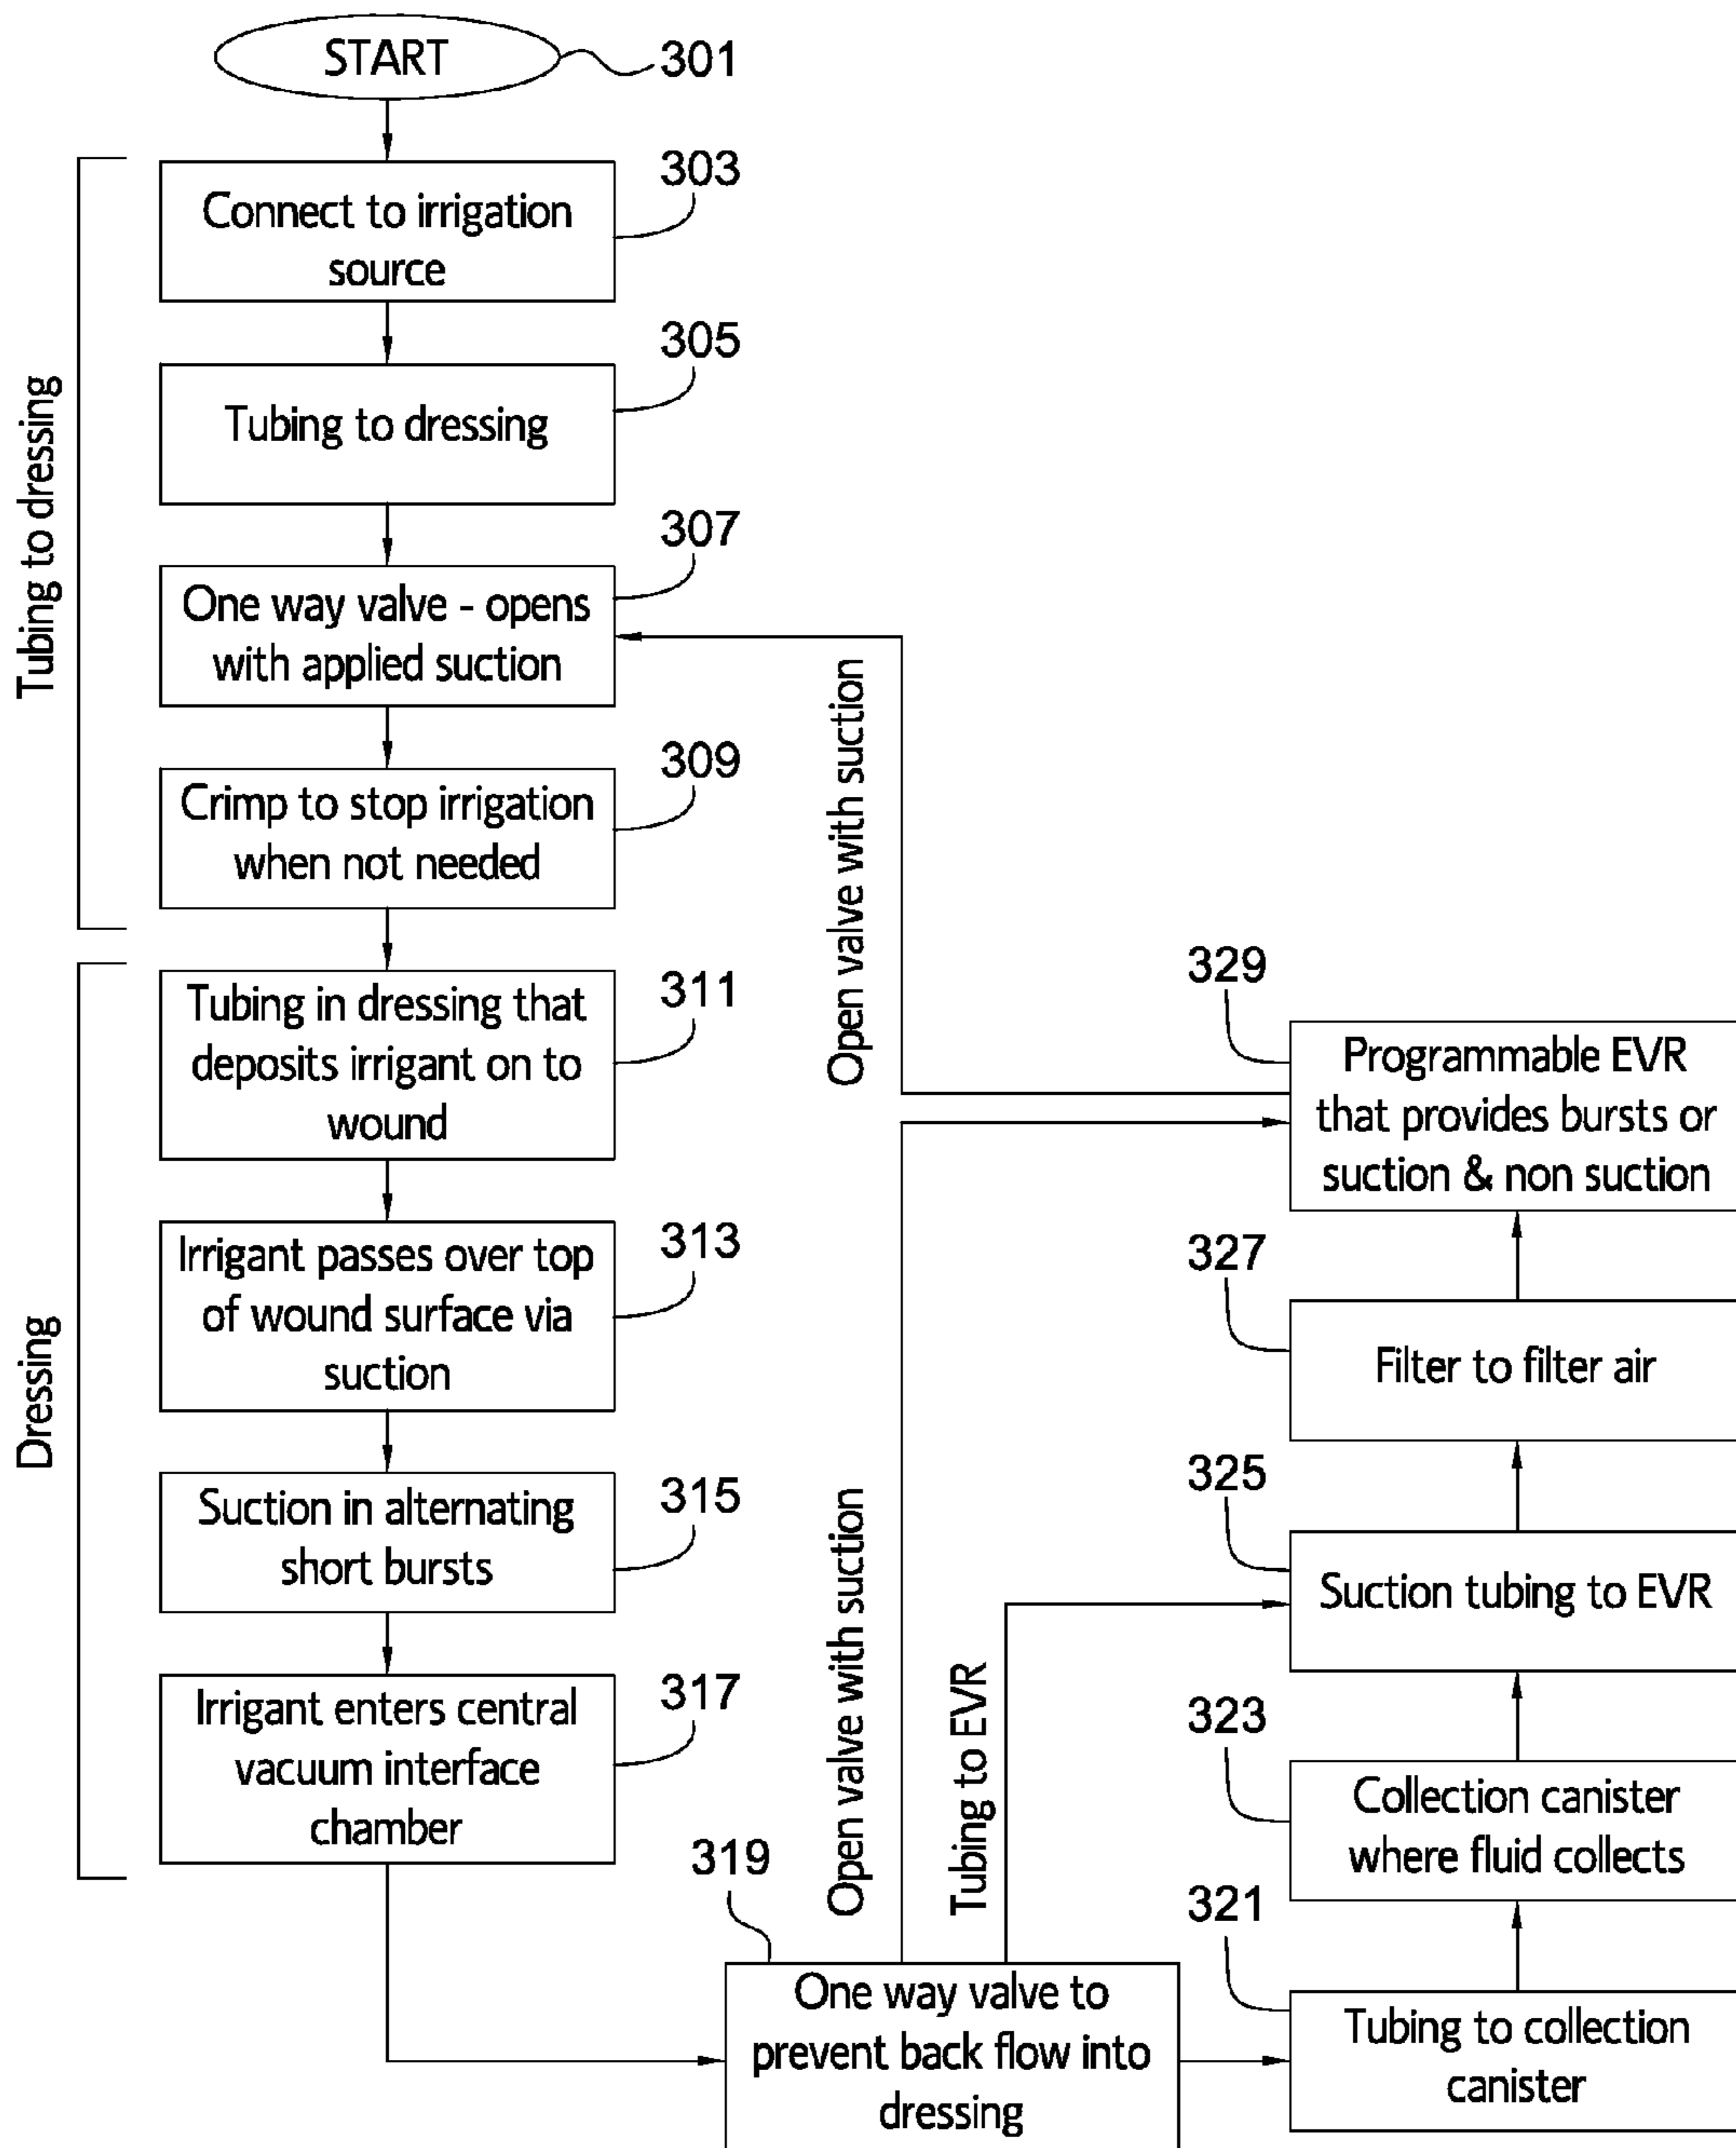 START
301
303
Connect to irrigation
source
305
Tubing to dressing
307
One way valve - opens
with applied suction
309
Crimp to stop irrigation
when not needed
Tubing to dressing
311
Tubing in dressing that
deposits irrigant on to
wound
313
Irrigant passes over top
of wound surface via
suction
315
Suction in alternating
short bursts
317
Irrigant enters central
vacuum interface
chamber
Dressing
319
One way valve to
prevent back flow into
dressing
Open valve with suction
Open valve with suction
Tubing to EVR
329
Programmable EVR
that provides bursts or
suction & non suction
327
Filter to filter air
325
Suction tubing to EVR
323
Collection canister
where fluid collects
321
Tubing to collection
canister